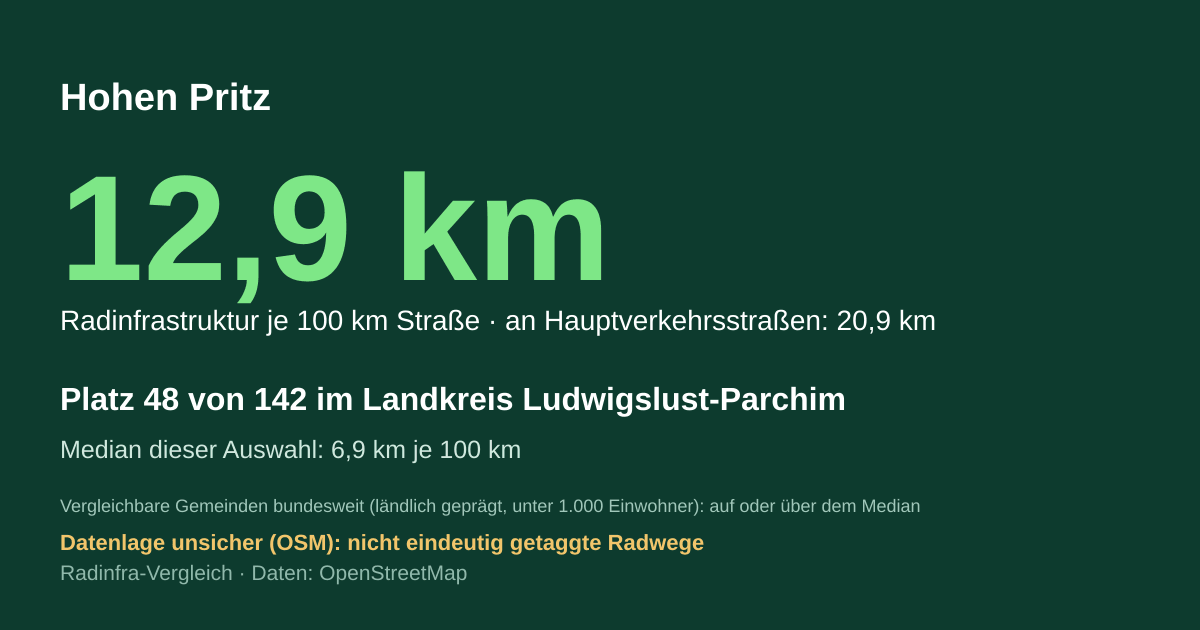 Hohen Pritz
12,9 km
Radinfrastruktur je 100 km Straße · an Hauptverkehrsstraßen: 20,9 km
Platz 48 von 142 im Landkreis Ludwigslust-Parchim
Median dieser Auswahl: 6,9 km je 100 km
Vergleichbare Gemeinden bundesweit (ländlich geprägt, unter 1.000 Einwohner): auf oder über dem Median
Datenlage unsicher (OSM): nicht eindeutig getaggte Radwege
Radinfra-Vergleich · Daten: OpenStreetMap